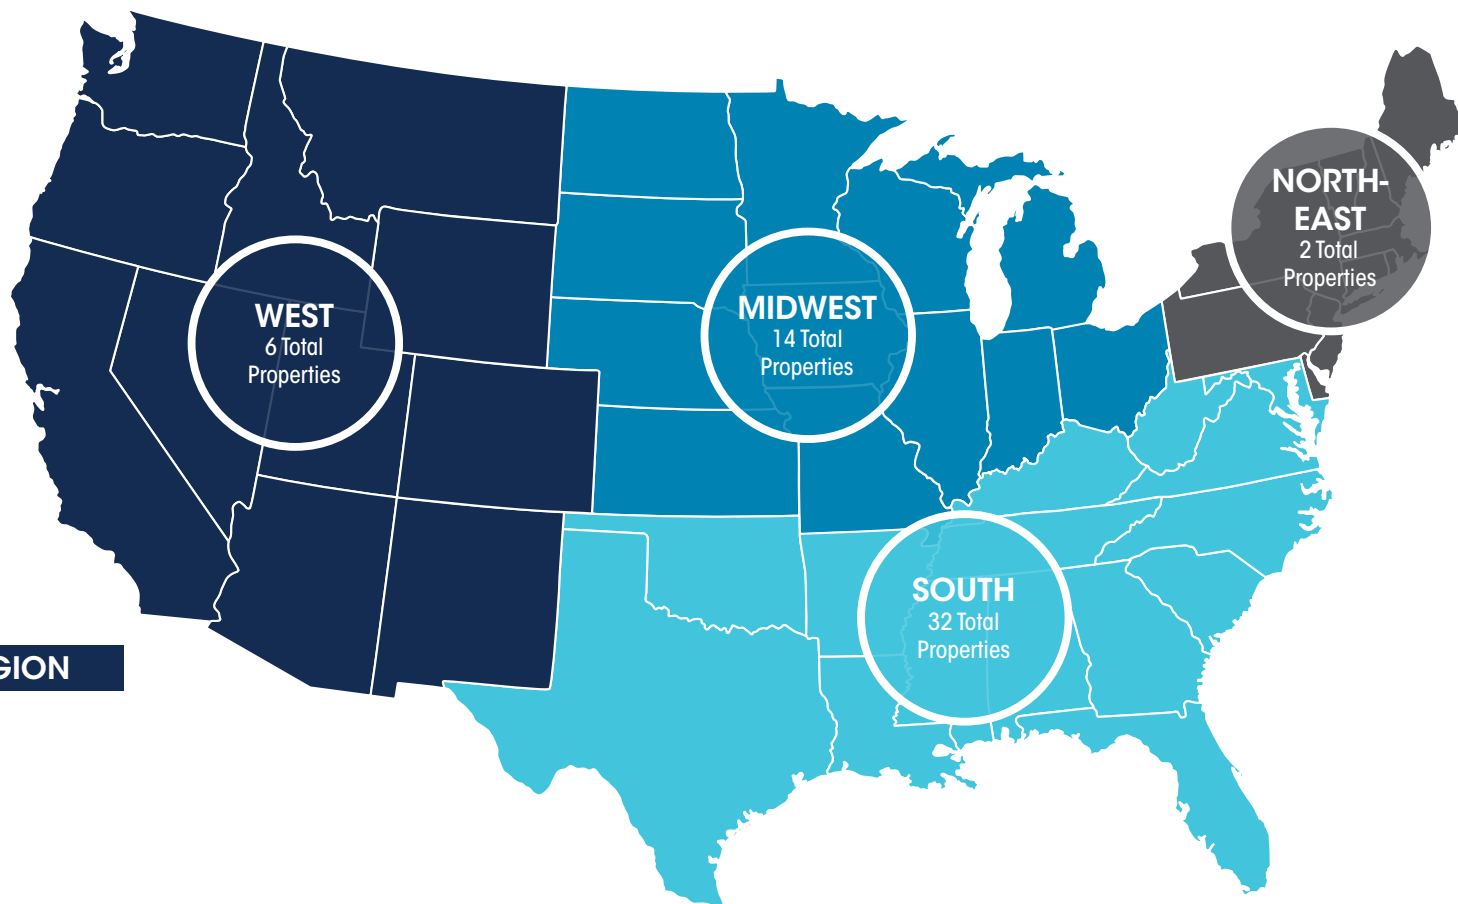 NORTH-
EAST
2 Total
Properties
WEST
6 Total
Properties
MIDWEST
14 Total
Properties
SOUTH
32 Total
Properties
GION